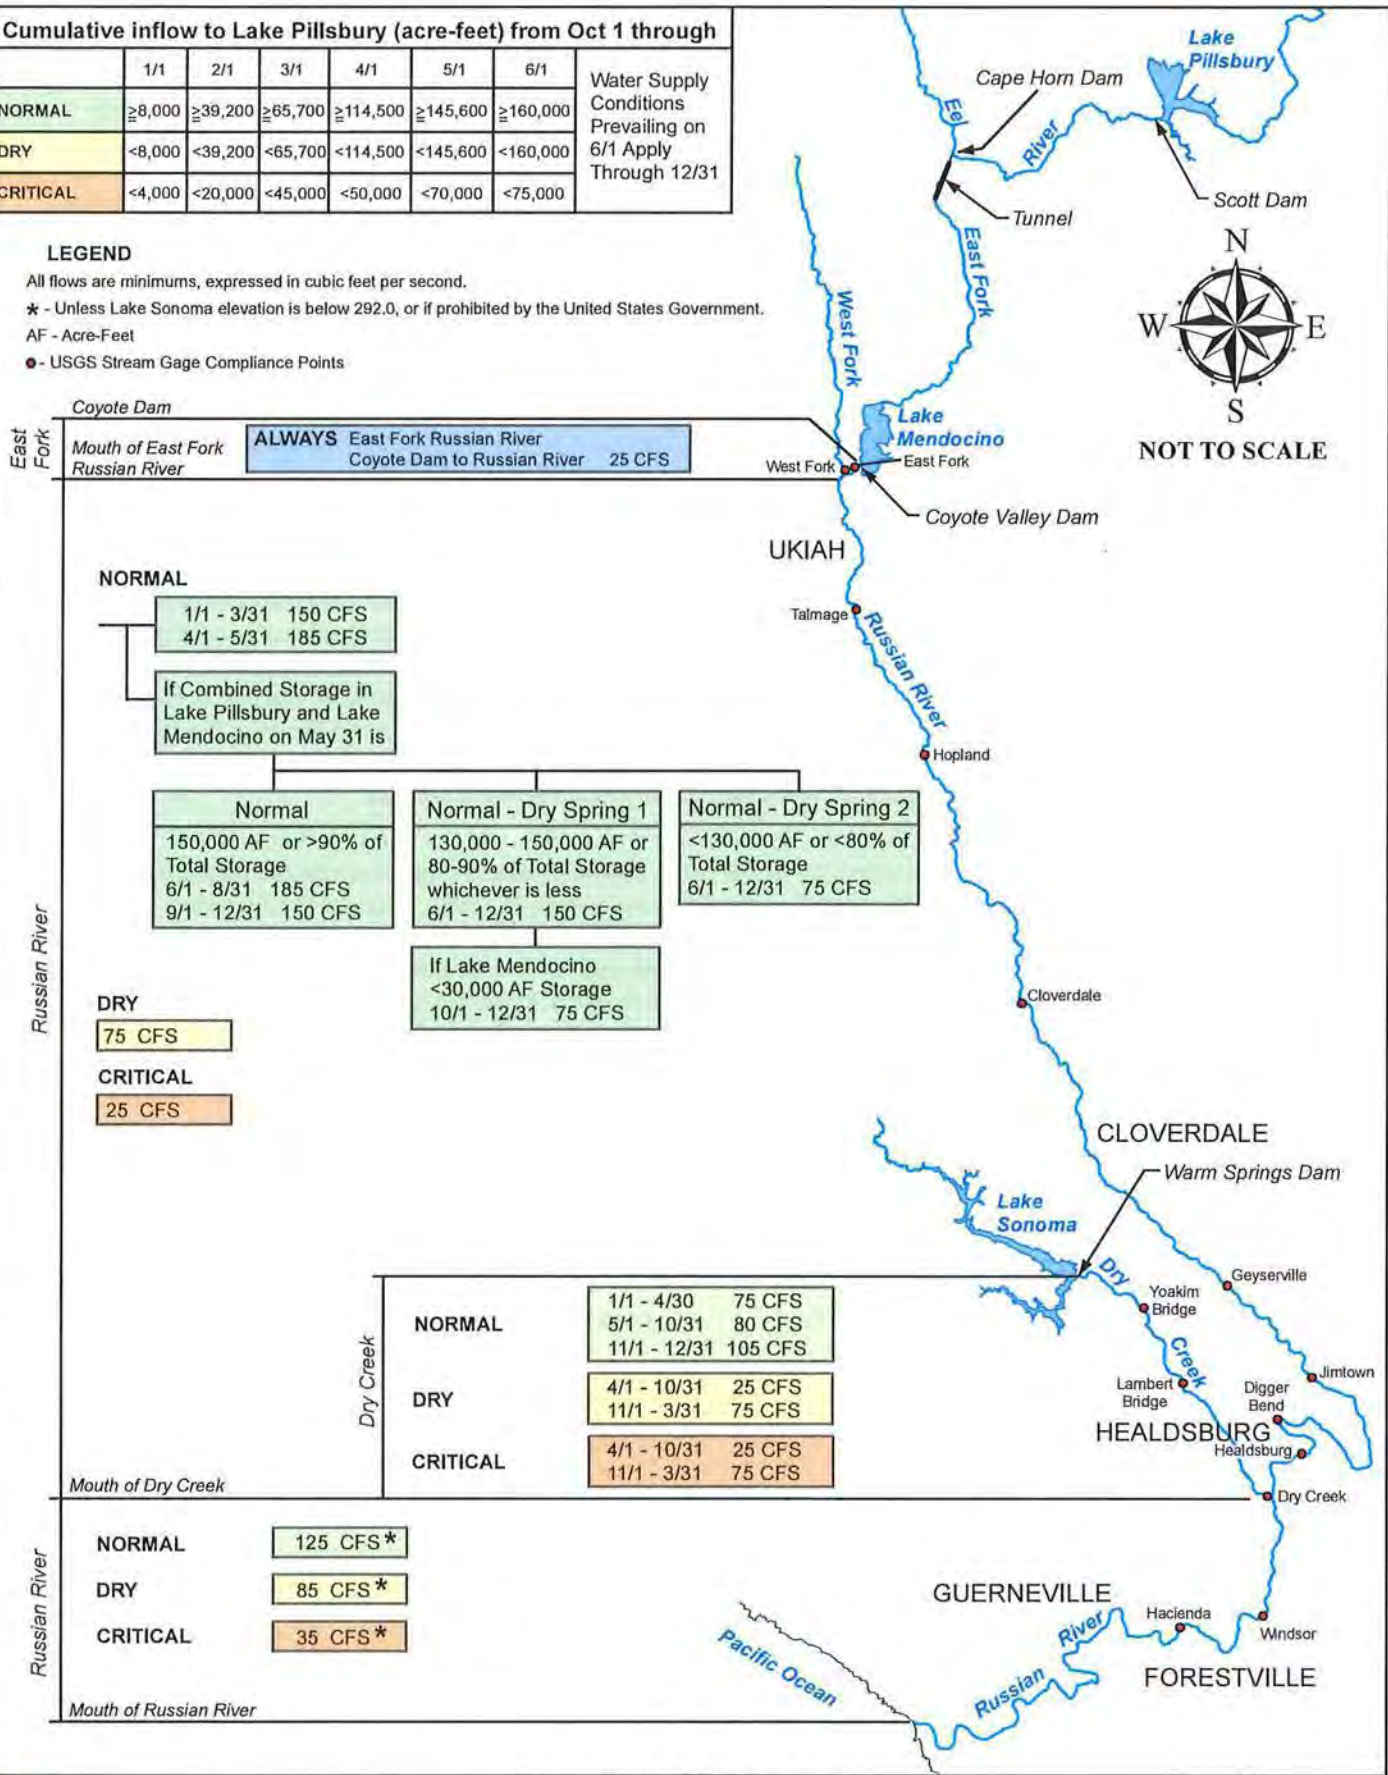 Cumulative inflow to Lake Pillsbury (acre-feet) from Oct 1 through
1/1 2/1 3/1 4/1 5/1 6/1
NORMAL ≧8,000 ≧39,200 ≧65,700 ≧114,500 ≧145,600 ≧160,000
DRY <8,000 <39,200 <65,700 <114,500 <145,600 <160,000
CRITICAL <4,000 <20,000 <45,000 <50,000 <70,000 <75,000
Water Supply
Conditions
Prevailing on
6/1 Apply
Through 12/31
LEGEND
All flows are minimums, expressed in cubic feet per second.
* - Unless Lake Sonoma elevation is below 292.0, or if prohibited by the United States Government.
AF - Acre-Feet
- USGS Stream Gage Compliance Points
Lake
Pillsbury
Cape Horn Dam
Eel
River
Scott Dam
Tunnel
East Fork
West Fork
N
W E
S
NOT TO SCALE
East
Fork
Coyote Dam
Mouth of East Fork
Russian River
ALWAYS East Fork Russian River
Coyote Dam to Russian River 25 CFS
Lake
Mendocino
West Fork
East Fork
Coyote Valley Dam
UKIAH
Talmage
Russian River
Hopland
Cloverdale
CLOVERDALE
Russian River
NORMAL
1/1 - 3/31 150 CFS
4/1 - 5/31 185 CFS
If Combined Storage in
Lake Pillsbury and Lake
Mendocino on May 31 is
Normal
150,000 AF or >90% of
Total Storage
6/1 - 8/31 185 CFS
9/1 - 12/31 150 CFS
Normal - Dry Spring 1
130,000 - 150,000 AF or
80-90% of Total Storage
whichever is less
6/1 - 12/31 150 CFS
If Lake Mendocino
<30,000 AF Storage
10/1 - 12/31 75 CFS
Normal - Dry Spring 2
<130,000 AF or <80% of
Total Storage
6/1 - 12/31 75 CFS
DRY
75 CFS
CRITICAL
25 CFS
Warm Springs Dam
Lake
Sonoma
Dry
Creek
Yoakim
Bridge
Geyserville
Lambert
Bridge
Digger
Bend
Jimtown
HEALDSBURG
Healdsburg
Dry Creek
Dry Creek
NORMAL
1/1 - 4/30 75 CFS
5/1 - 10/31 80 CFS
11/1 - 12/31 105 CFS
DRY
4/1 - 10/31 25 CFS
11/1 - 3/31 75 CFS
CRITICAL
4/1 - 10/31 25 CFS
11/1 - 3/31 75 CFS
Mouth of Dry Creek
Russian River
NORMAL 125 CFS*
DRY 85 CFS*
CRITICAL 35 CFS*
Mouth of Russian River
GUERNEVILLE
Hacienda
Windsor
FORESTVILLE
Russian
River
Pacific Ocean